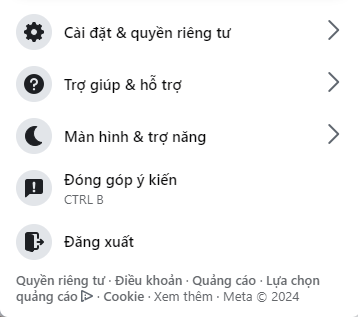 Cài đặt & quyền riêng tư
Trợ giúp & hỗ trợ
Màn hình & trợ năng
Đóng góp ý kiến
CTRL B
Đăng xuất
Quyền riêng tư · Điều khoản · Quảng cáo · Lựa chọn
quảng cáo · Cookie · Xem thêm · Meta © 2024